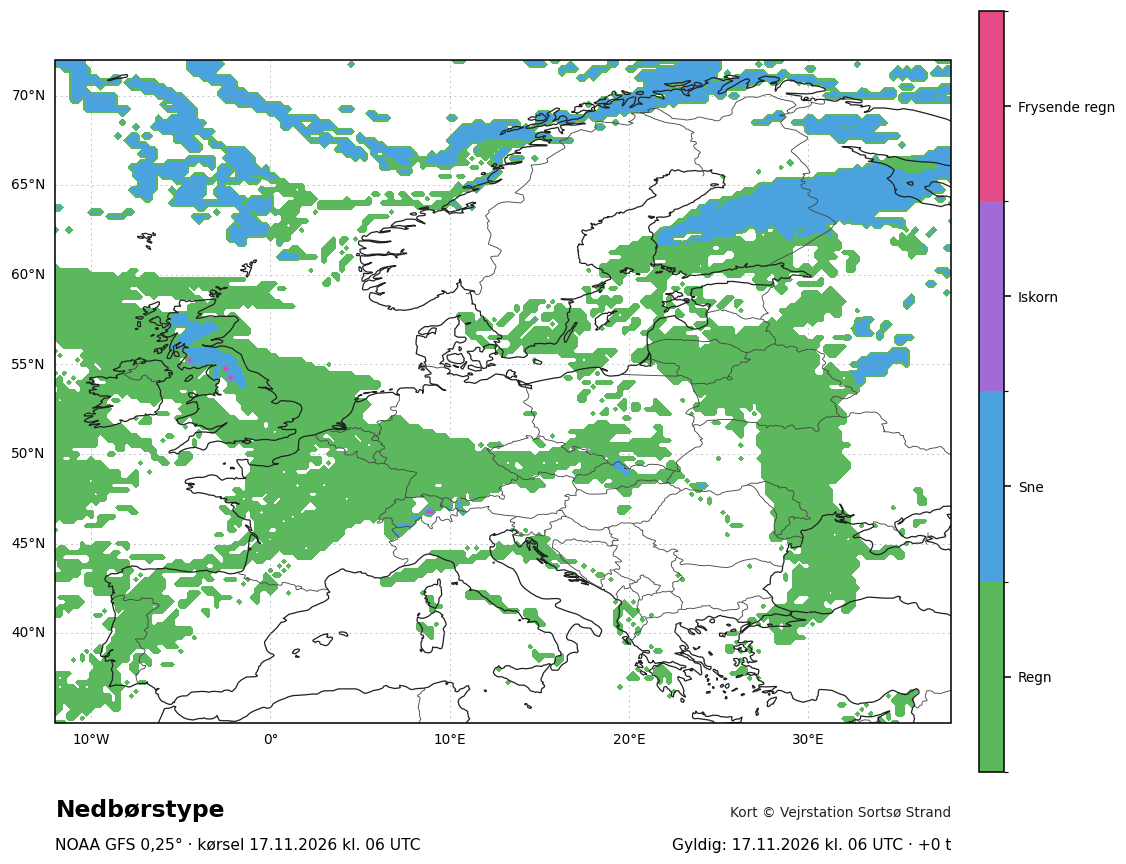 70°N
65°N
60°N
55°N
50°N
45°N
40°N
10°W
0°
10°E
20°E
30°E
Frysende regn
Iskorn
Sne
Regn
Nedbørstype
Kort © Vejrstation Sortsø Strand
NOAA GFS 0,25° · kørsel 17.11.2026 kl. 06 UTC
Gyldig: 17.11.2026 kl. 06 UTC · +0 t